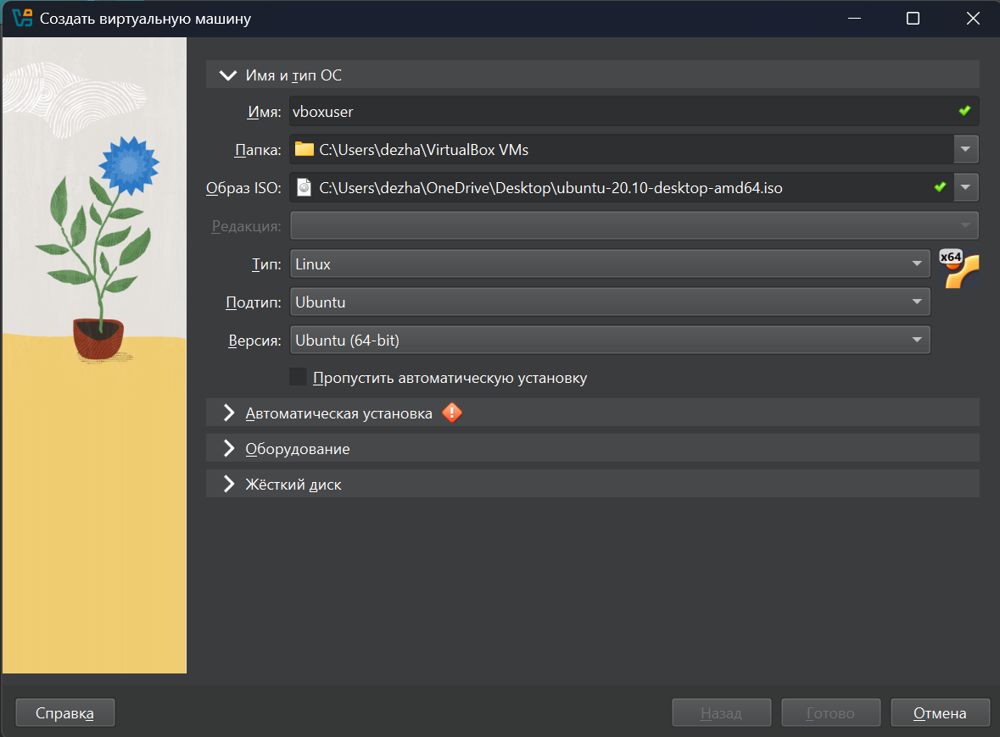 Создать виртуальную машину
Имя и тип ОС
Имя: vboxuser
Папка: C:\Users\dezha\VirtualBox VMs
Образ ISO: C:\Users\dezha\OneDrive\Desktop\ubuntu-20.10-desktop-amd64.iso
Редакция:
Тип: Linux
x64
Подтип: Ubuntu
Версия: Ubuntu (64-bit)
Пропустить автоматическую установку
Автоматическая установка
Оборудование
Жёсткий диск
Справка Назад Готово Отмена